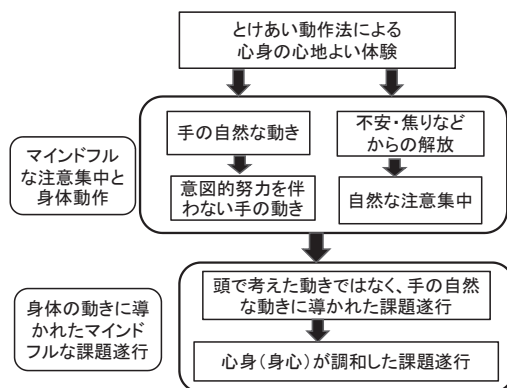 とけあい動作法による
心身の心地よい体験
手の自然な動き
不安・焦りなど
からの解放
マインドフル
な注意集中と
身体動作
意図的努力を伴
わない手の動き
自然な注意集中
頭で考えた動きではなく、手の自然
な動きに導かれた課題遂行
身体の動きに導
かれたマインド
フルな課題遂行
心身(身心)が調和した課題遂行